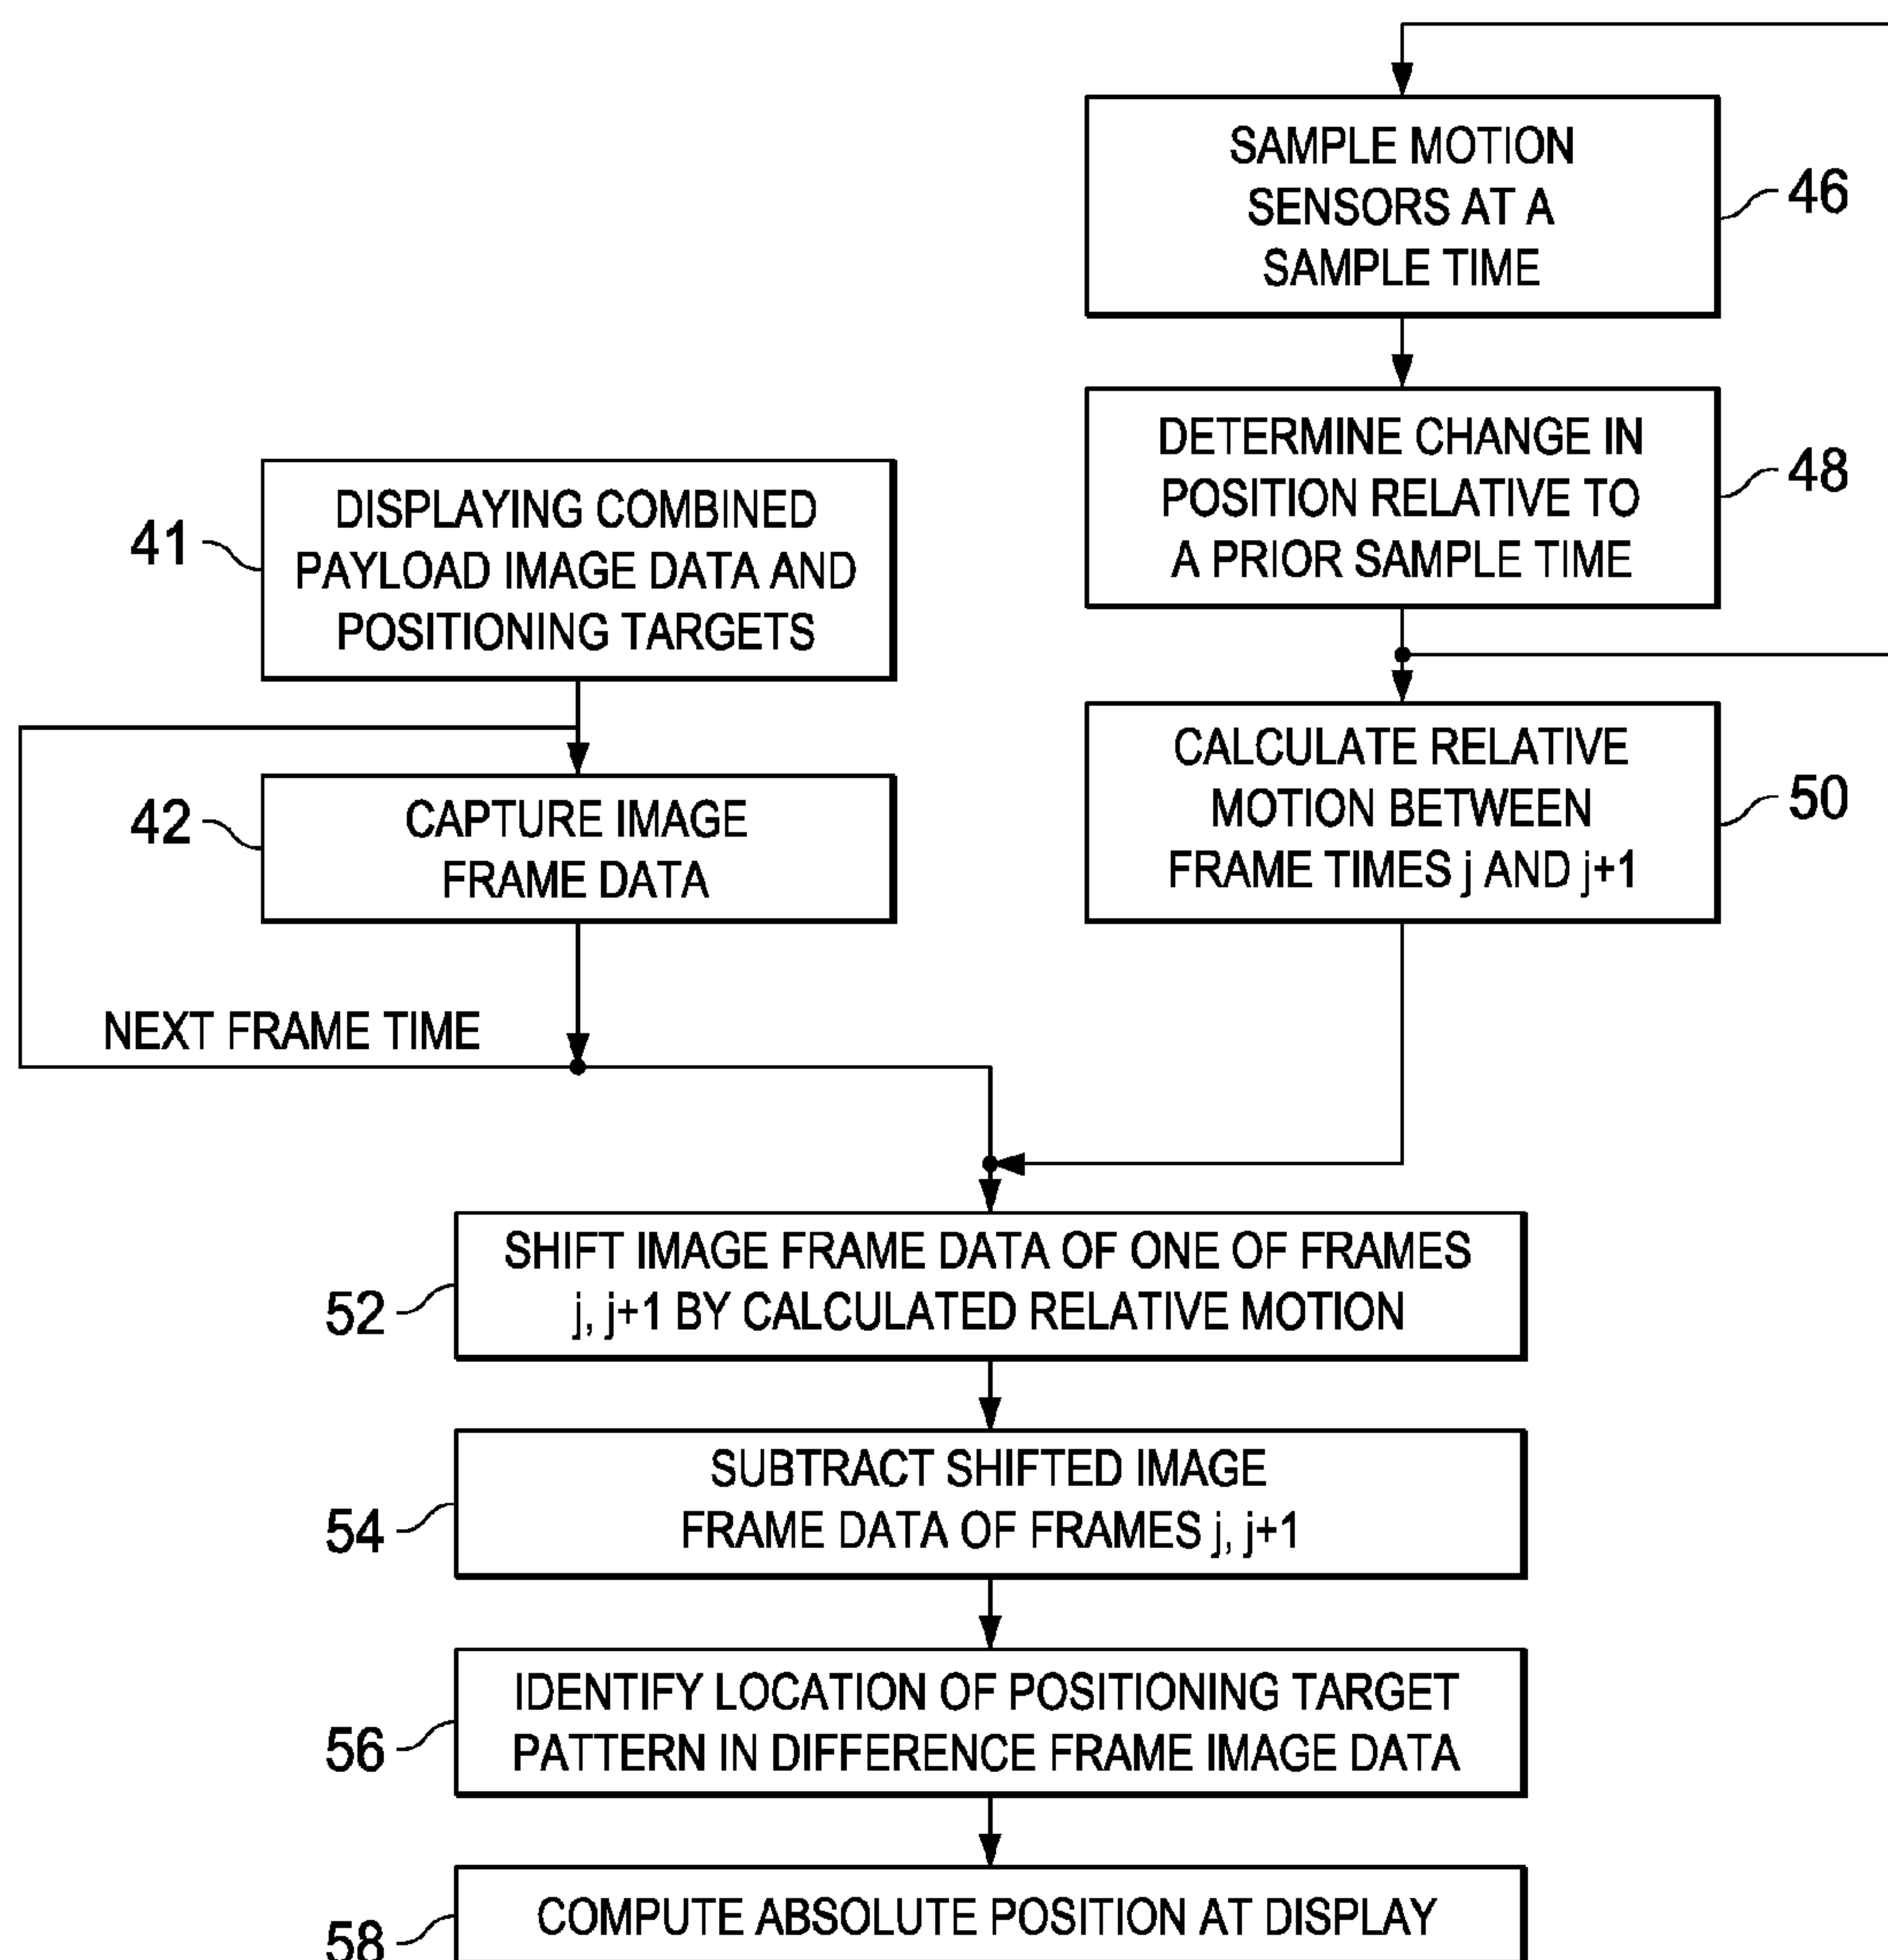 SAMPLE MOTION
SENSORS AT A
SAMPLE TIME
46
DETERMINE CHANGE IN
POSITION RELATIVE TO
A PRIOR SAMPLE TIME
48
DISPLAYING COMBINED
PAYLOAD IMAGE DATA AND
POSITIONING TARGETS
41
CALCULATE RELATIVE
MOTION BETWEEN
FRAME TIMES j AND j+1
50
CAPTURE IMAGE
FRAME DATA
42
NEXT FRAME TIME
SHIFT IMAGE FRAME DATA OF ONE OF FRAMES
j, j+1 BY CALCULATED RELATIVE MOTION
52
SUBTRACT SHIFTED IMAGE
FRAME DATA OF FRAMES j, j+1
54
IDENTIFY LOCATION OF POSITIONING TARGET
PATTERN IN DIFFERENCE FRAME IMAGE DATA
56
COMPUTE ABSOLUTE POSITION AT DISPLAY
58